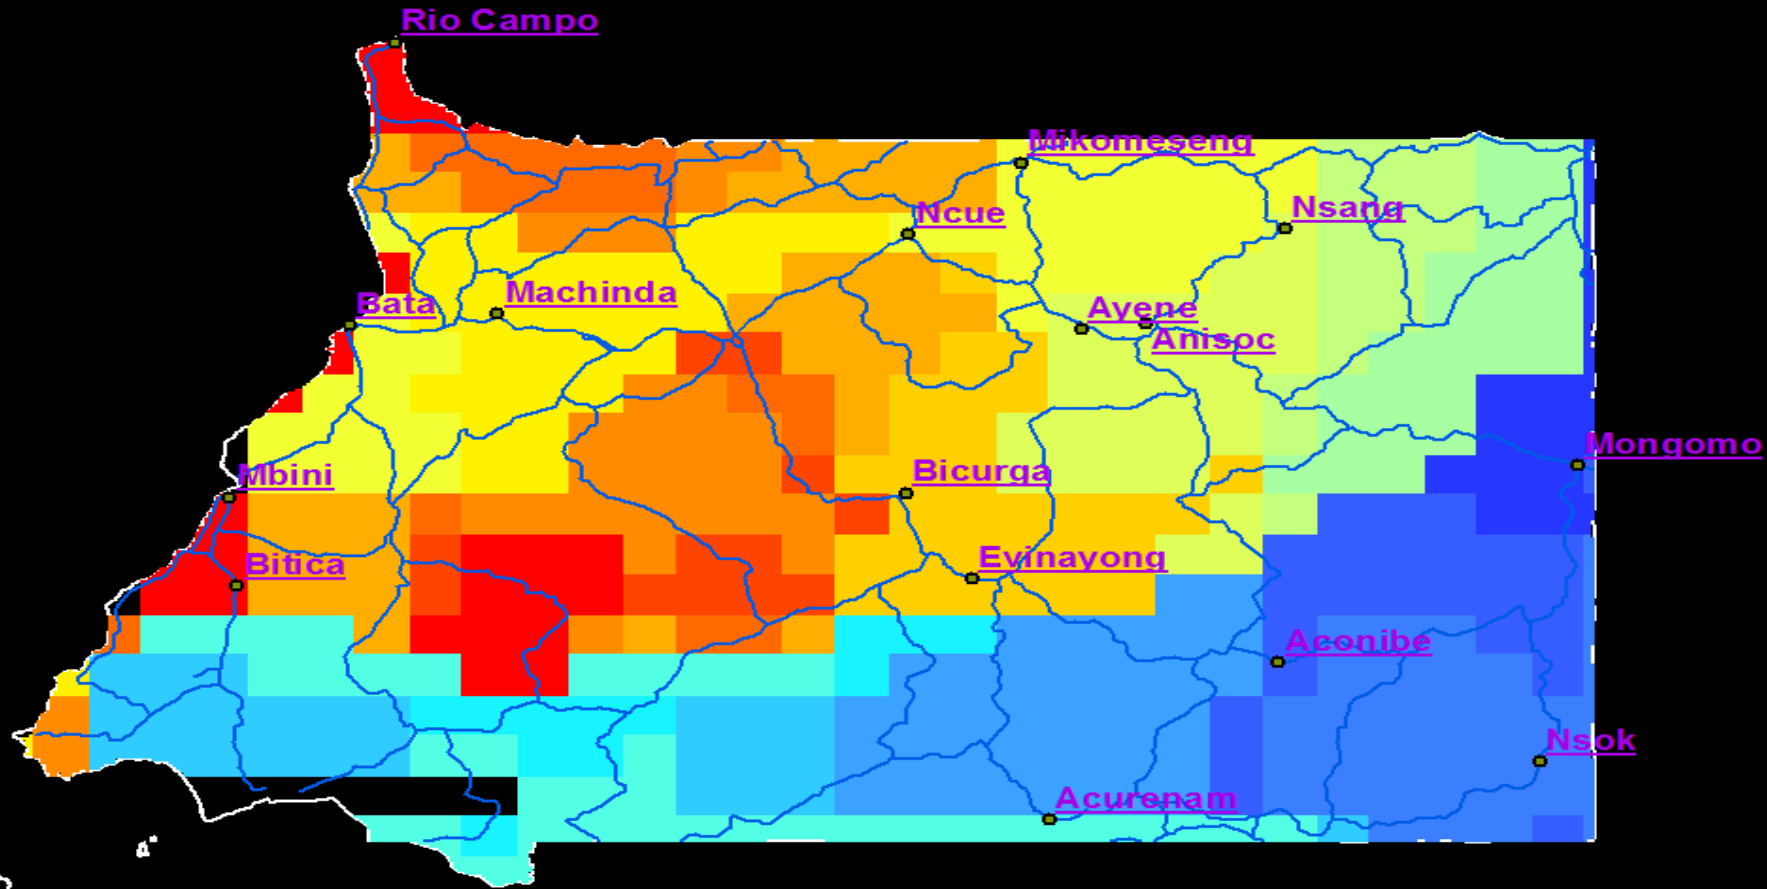 Rio Campo
Mikomeseng
Ncue
Nsang
Bata
Machinda
Ayene
Anisoc
Mbini
Bicurga
Mongomo
Bitica
Evinayong
Aconibe
Nsok
Acurenam